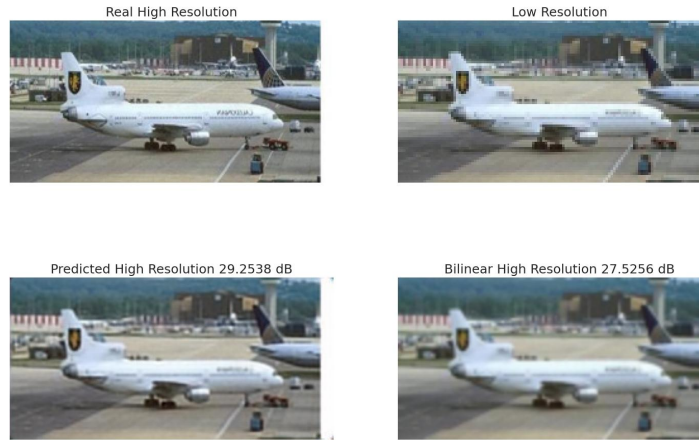 Real High Resolution
Low Resolution
Predicted High Resolution 29.2538 dB
Bilinear High Resolution 27.5256 dB